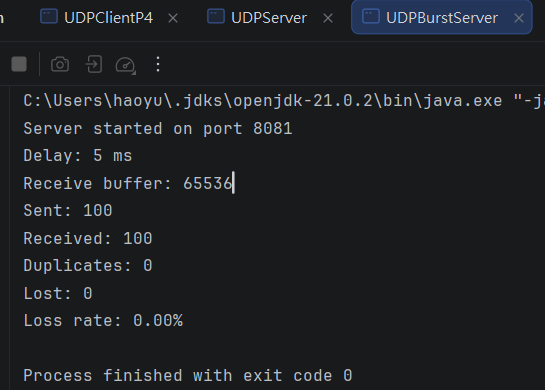 UDPClientP4 UDPServer UDPBurstServer
C:\Users\haoyu\.jdks\openjdk-21.0.2\bin\java.exe
Server started on port 8081
Delay: 5 ms
Receive buffer: 65536
Sent: 100
Received: 100
Duplicates: 0
Lost: 0
Loss rate: 0.00%
Process finished with exit code 0